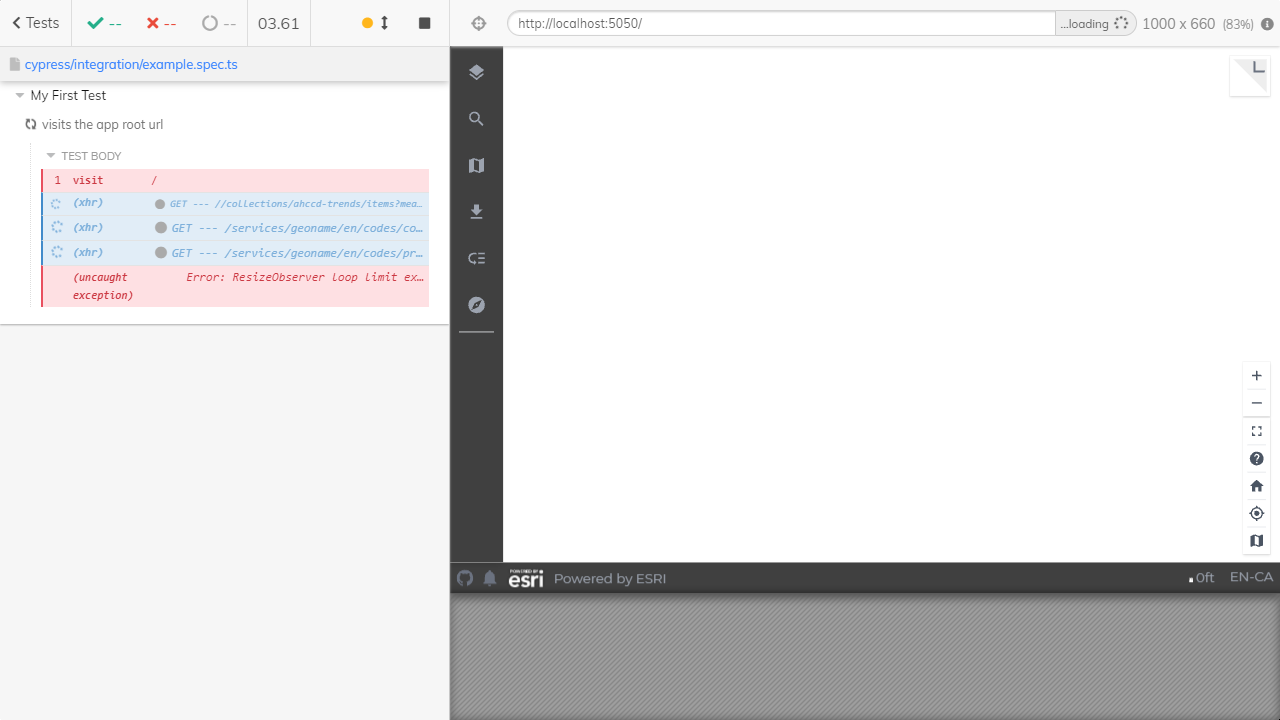 Tests
--
--
--
03.61
http://localhost:5050/
...loading
1000 x 660 (83%)
cypress/integration/example.spec.ts
My First Test
visits the app root url
TEST BODY
1 visit /
(xhr) GET --- //collections/ahccd-trends/items?mea…
(xhr) GET --- /services/geoname/en/codes/co…
(xhr) GET --- /services/geoname/en/codes/pr…
(uncaught Error: ResizeObserver loop limit ex…
exception)
POWERED BY
esri
Powered by ESRI
0ft
EN-CA